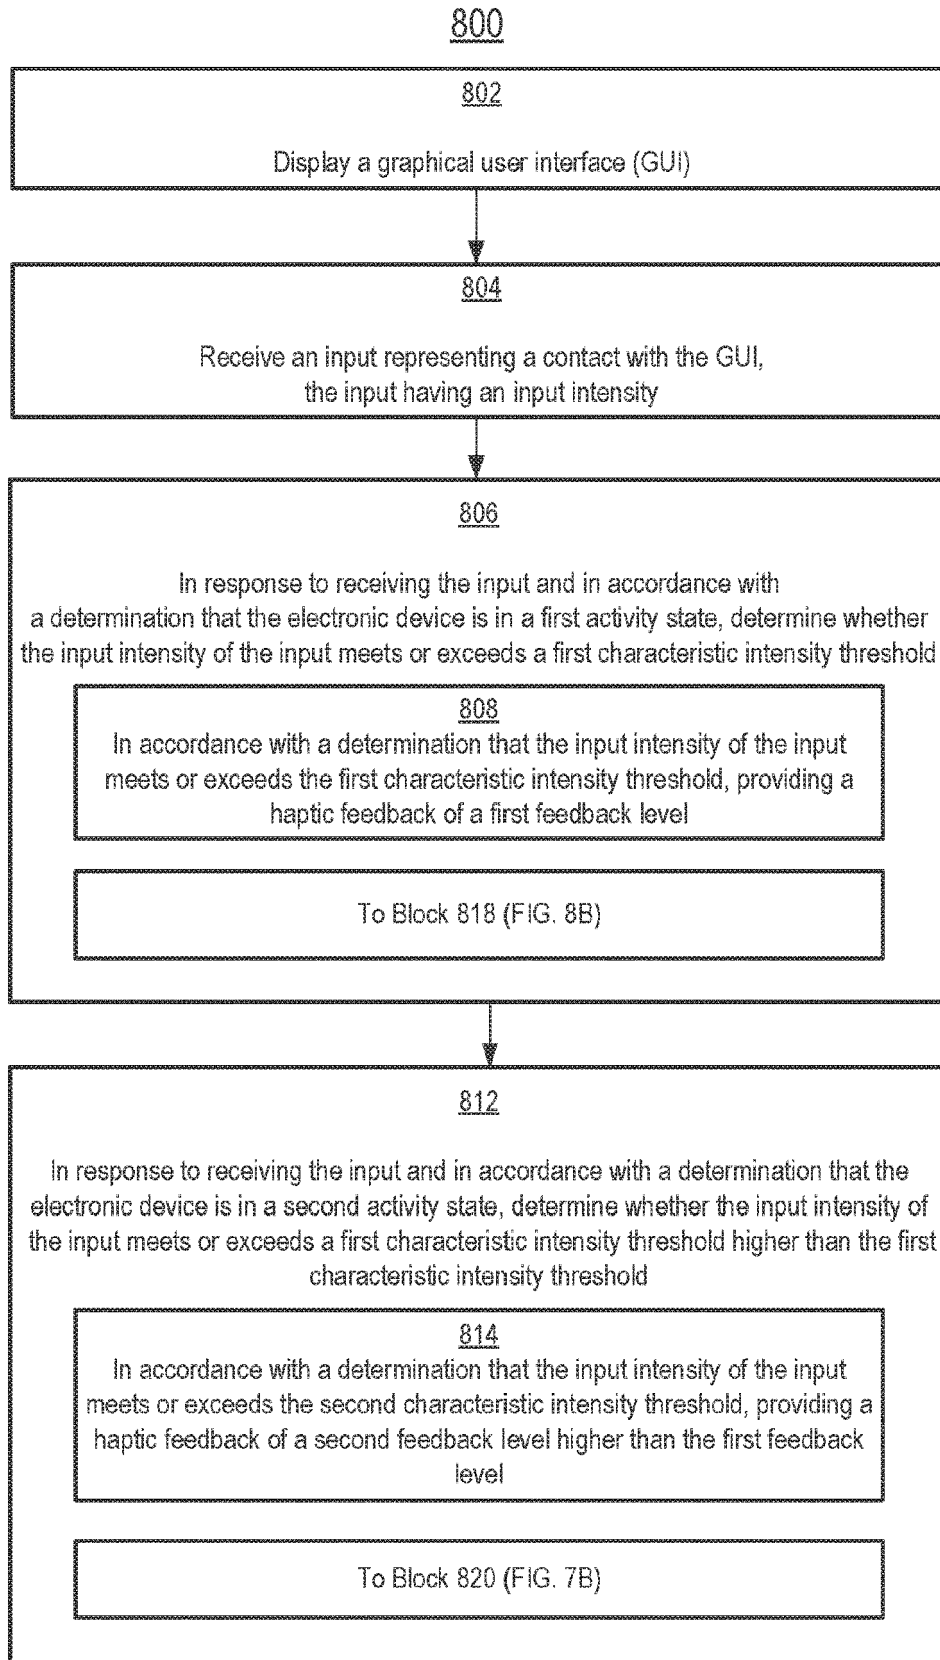 800
802
Display a graphical user interface (GUI)
804
Receive an input representing a contact with the GUI,
the input having an input intensity
806
In response to receiving the input and in accordance with
a determination that the electronic device is in a first activity state, determine whether
the input intensity of the input meets or exceeds a first characteristic intensity threshold
808
In accordance with a determination that the input intensity of the input
meets or exceeds the first characteristic intensity threshold, providing a
haptic feedback of a first feedback level
To Block 818 (FIG. 8B)
812
In response to receiving the input and in accordance with a determination that the
electronic device is in a second activity state, determine whether the input intensity of
the input meets or exceeds a first characteristic intensity threshold higher than the first
characteristic intensity threshold
814
In accordance with a determination that the input intensity of the input
meets or exceeds the second characteristic intensity threshold, providing a
haptic feedback of a second feedback level higher than the first feedback
level
To Block 820 (FIG. 7B)